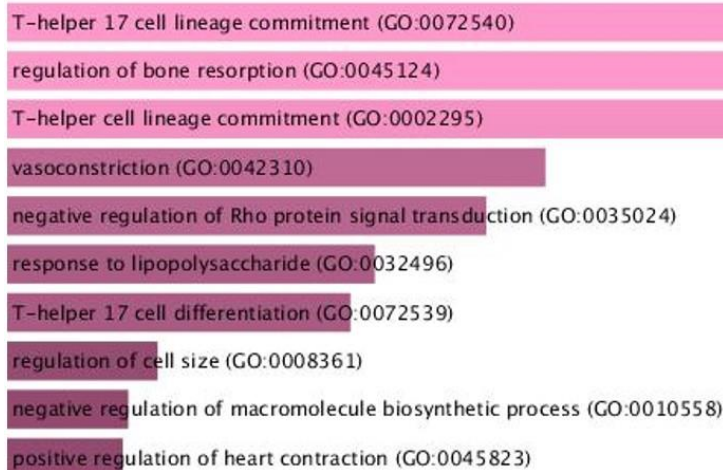 T-helper 17 cell lineage commitment (GO:0072540)
regulation of bone resorption (GO:0045124)
T-helper cell lineage commitment (GO:0002295)
vasoconstriction (GO:0042310)
negative regulation of Rho protein signal transduction (GO:0035024)
response to lipopolysaccharide (GO:0032496)
T-helper 17 cell differentiation (GO:0072539)
regulation of cell size (GO:0008361)
negative regulation of macromolecule biosynthetic process (GO:0010558)
positive regulation of heart contraction (GO:0045823)